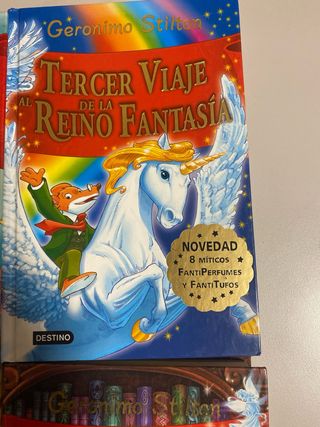 Geronimo Stilton
TERCER VIAJE
AL REINO DE LA FANTASÍA
NOVEDAD
8 MÍTICOS
FANTIPERFUMES
Y FANTITUFOS
DESTINO
Geronimo Stilton